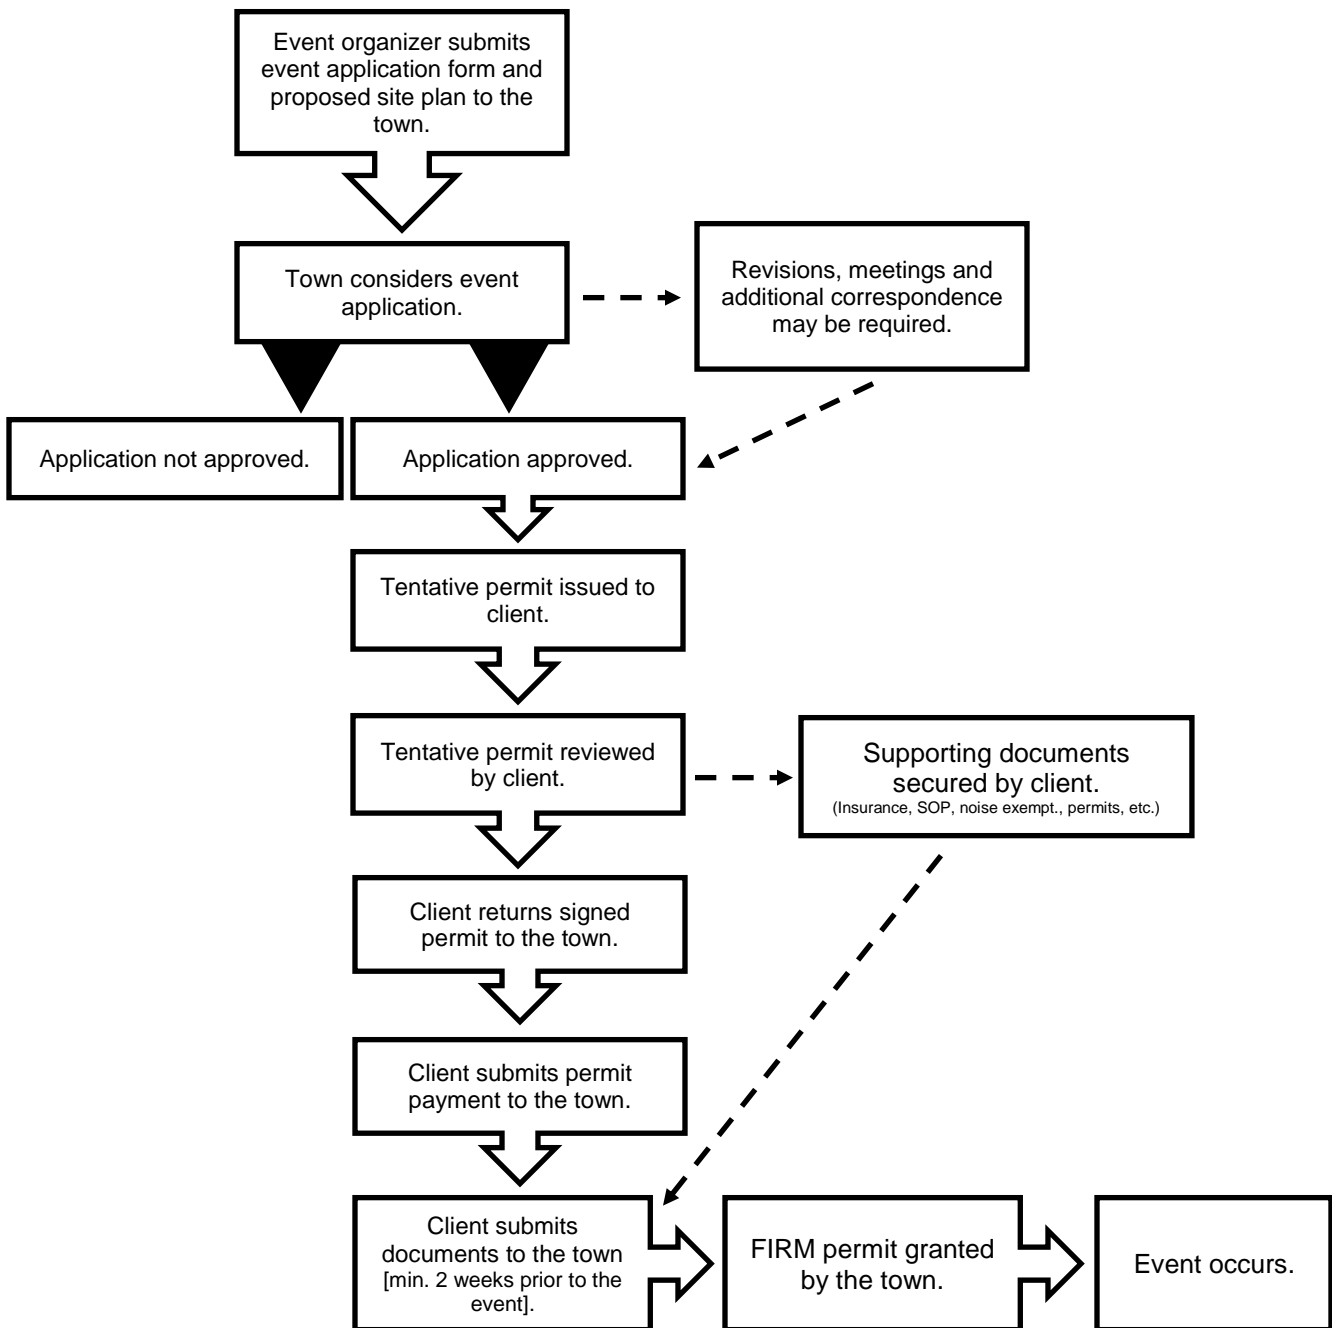 Event organizer submits
event application form and
proposed site plan to the
town.
Town considers event
application.
Revisions, meetings and
additional correspondence
may be required.
Application not approved.
Application approved.
Tentative permit issued to
client.
Tentative permit reviewed
by client.
Supporting documents
secured by client.
(Insurance, SOP, noise exempt., permits, etc.)
Client returns signed
permit to the town.
Client submits permit
payment to the town.
Client submits
documents to the town
[min. 2 weeks prior to the
event].
FIRM permit granted
by the town.
Event occurs.